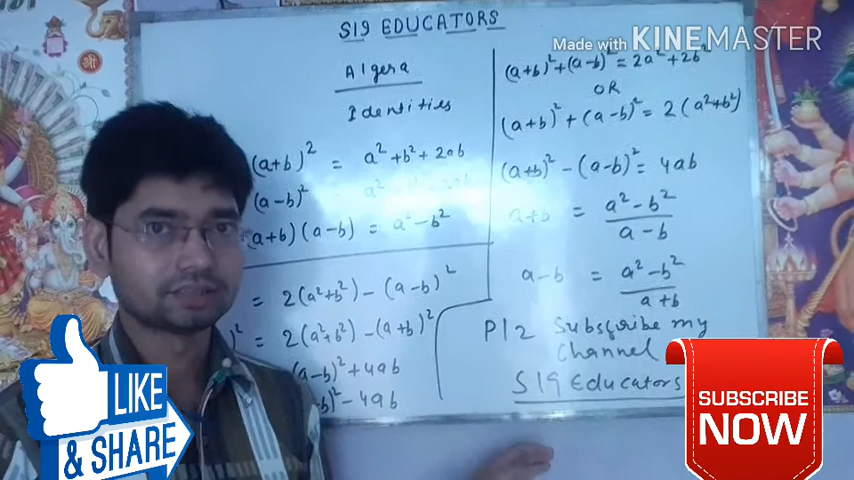 S19 EDUCATORS
Made with KINEMASTER
Algera
Identities
(a+b)² = a²+b²+2ab
(a-b)² =
(a+b)(a-b) = a²-b²
= 2(a²+b²)-(a-b)²
)² = 2(a²+b²)-(a+b)²
(a-b)²+4ab
b)²-4ab
(a+b)²+(a-b)² = 2a²+2b²
OR
(a+b)²+(a-b)² = 2(a²+b²)
(a+b)²-(a-b)² = 4ab
a+b = a²-b²
a-b
a-b = a²-b²
a+b
Plz Subscribe my
Channel
S19 Educators
LIKE
& SHARE
SUBSCRIBE
NOW